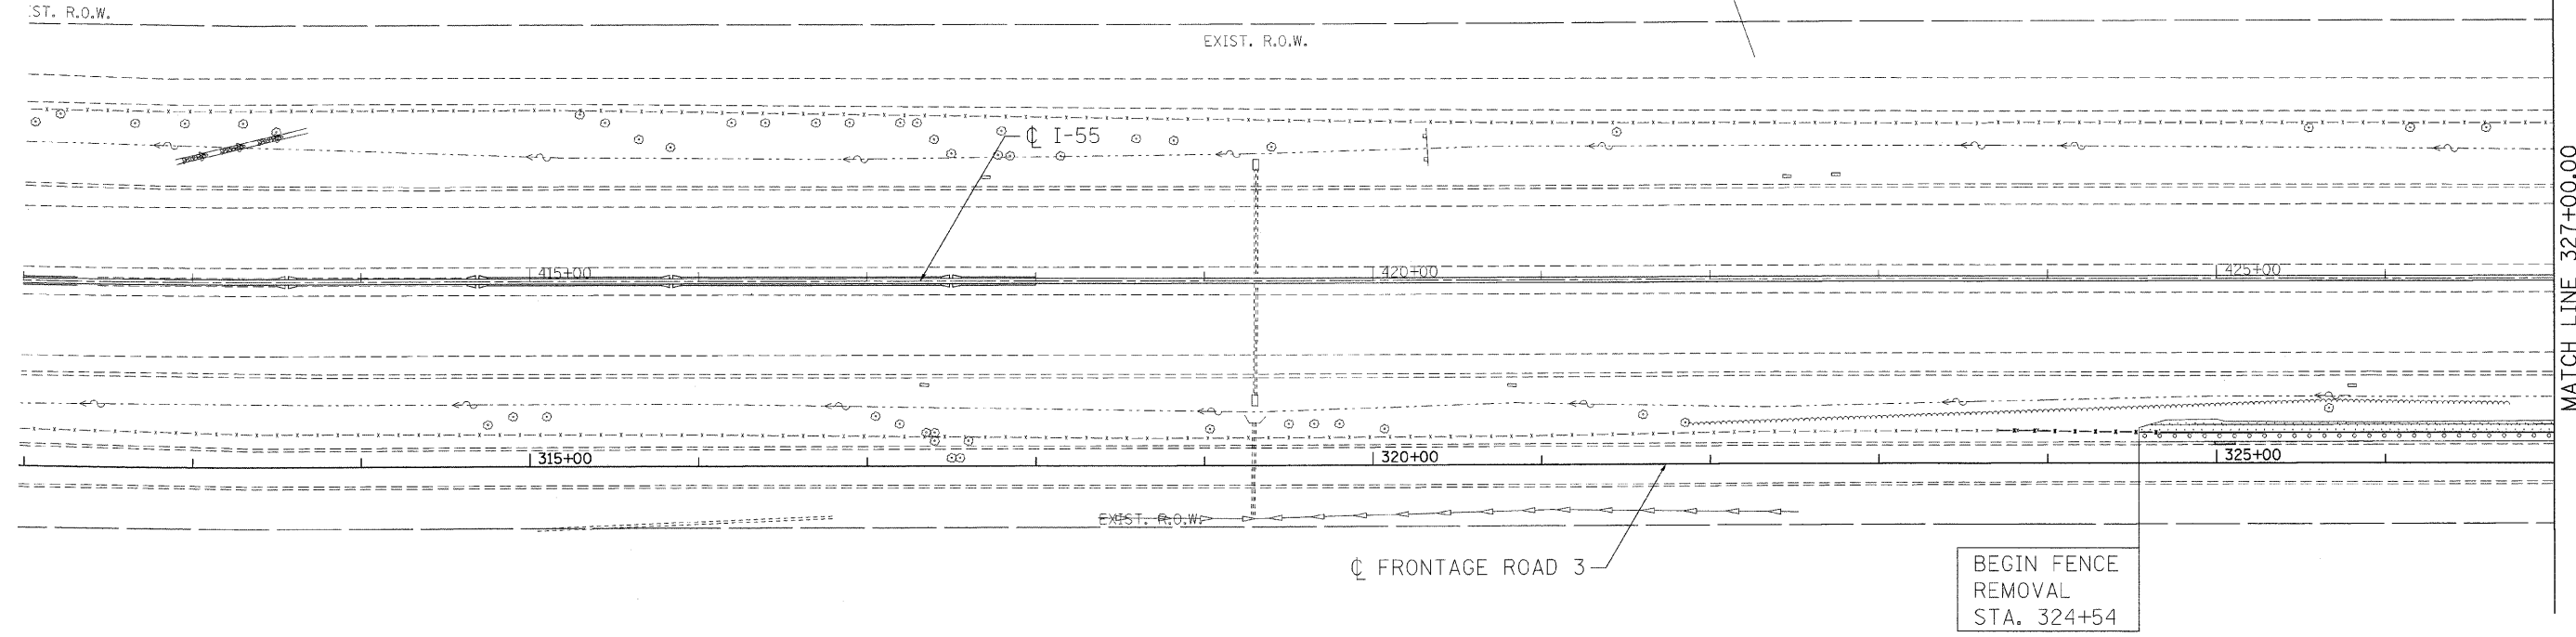 ST. R.O.W.
EXIST. R.O.W.
℄ I-55
415+00
420+00
425+00
MATCH LINE 327+00.00
315+00
320+00
325+00
EXIST. R.O.W.
℄ FRONTAGE ROAD 3
BEGIN FENCE
REMOVAL
STA. 324+54